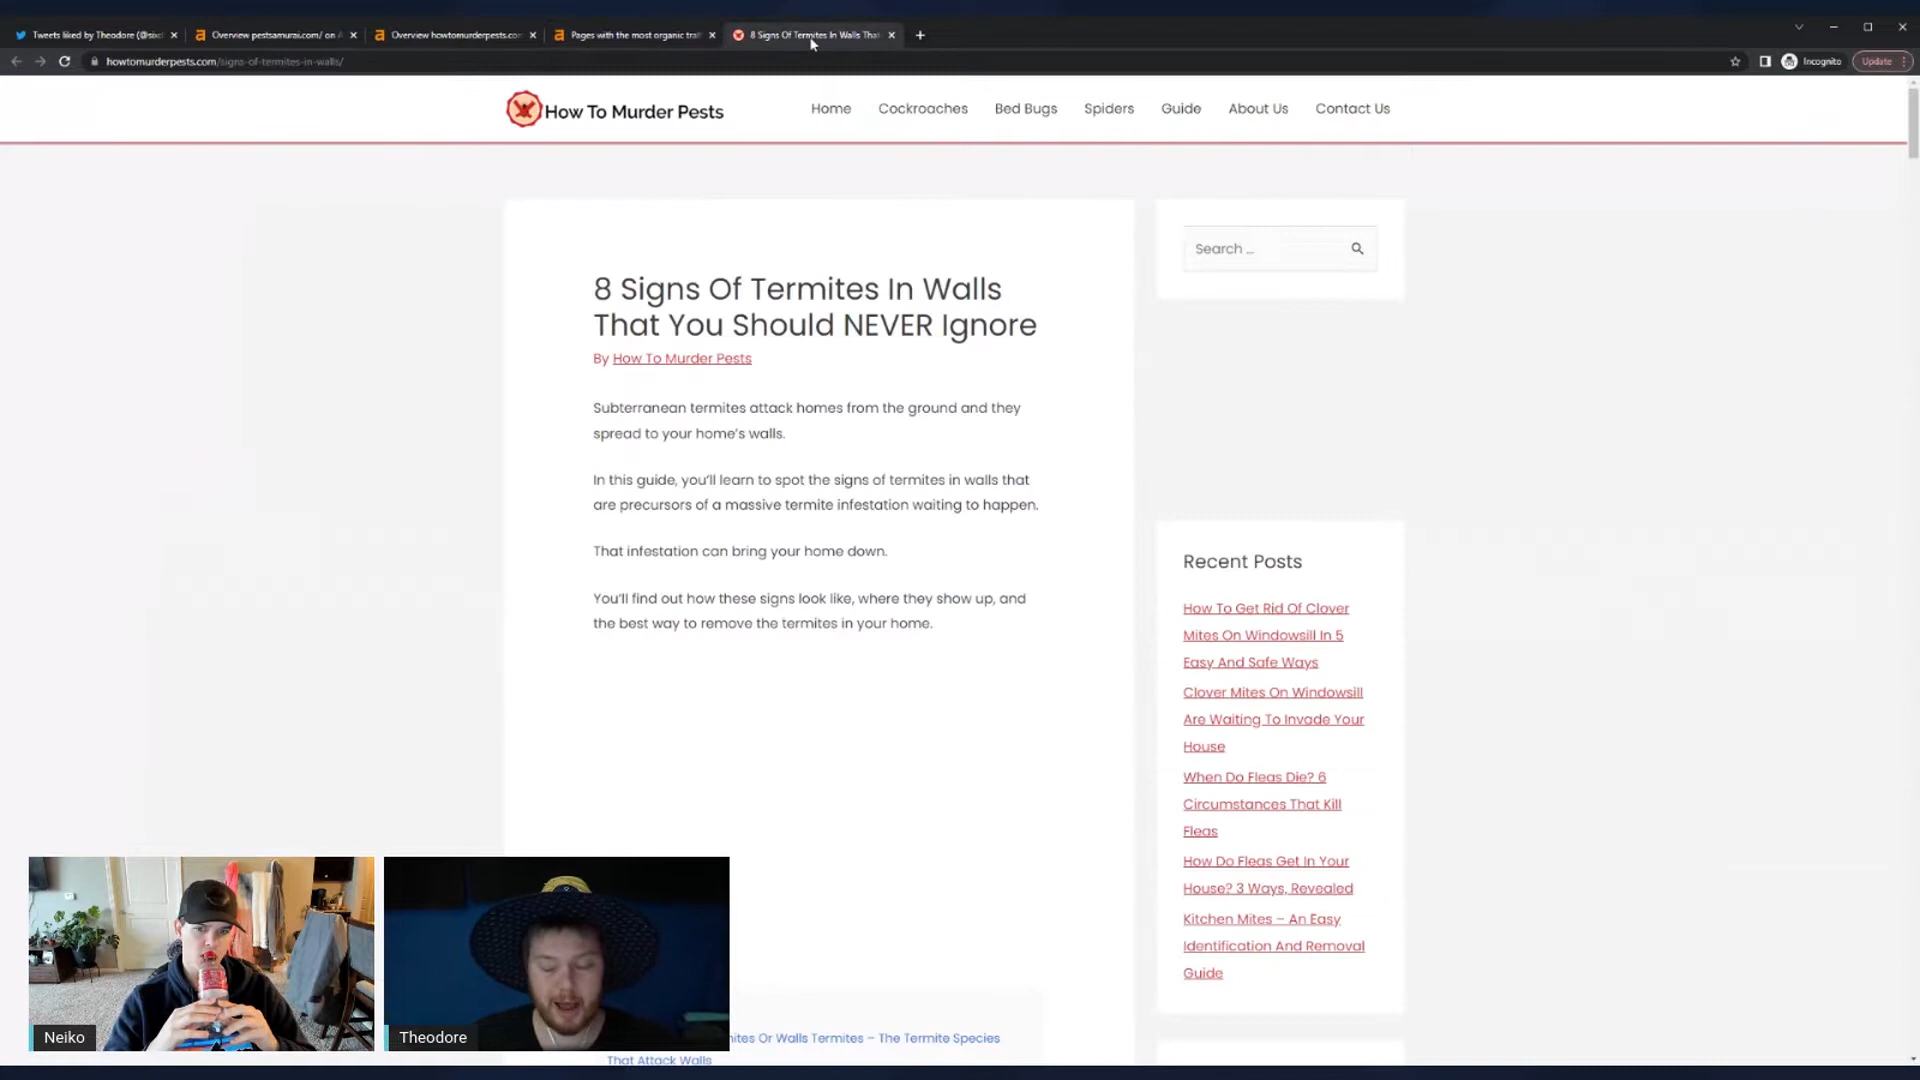 Tweets liked by Theodore (@sixcl
Overview pestsamurai.com/ on A
Overview howtomurderpests.com
Pages with the most organic traf
8 Signs Of Termites In Walls That
howtomurderpests.com/signs-of-termites-in-walls/
Incognito
Update
How To Murder Pests
Home
Cockroaches
Bed Bugs
Spiders
Guide
About Us
Contact Us
8 Signs Of Termites In Walls
That You Should NEVER Ignore
By How To Murder Pests
Subterranean termites attack homes from the ground and they
spread to your home's walls.
In this guide, you'll learn to spot the signs of termites in walls that
are precursors of a massive termite infestation waiting to happen.
That infestation can bring your home down.
You'll find out how these signs look like, where they show up, and
the best way to remove the termites in your home.
mites Or Walls Termites – The Termite Species
That Attack Walls
Search ...
Recent Posts
How To Get Rid Of Clover
Mites On Windowsill In 5
Easy And Safe Ways
Clover Mites On Windowsill
Are Waiting To Invade Your
House
When Do Fleas Die? 6
Circumstances That Kill
Fleas
How Do Fleas Get In Your
House? 3 Ways, Revealed
Kitchen Mites – An Easy
Identification And Removal
Guide
Neiko
Theodore